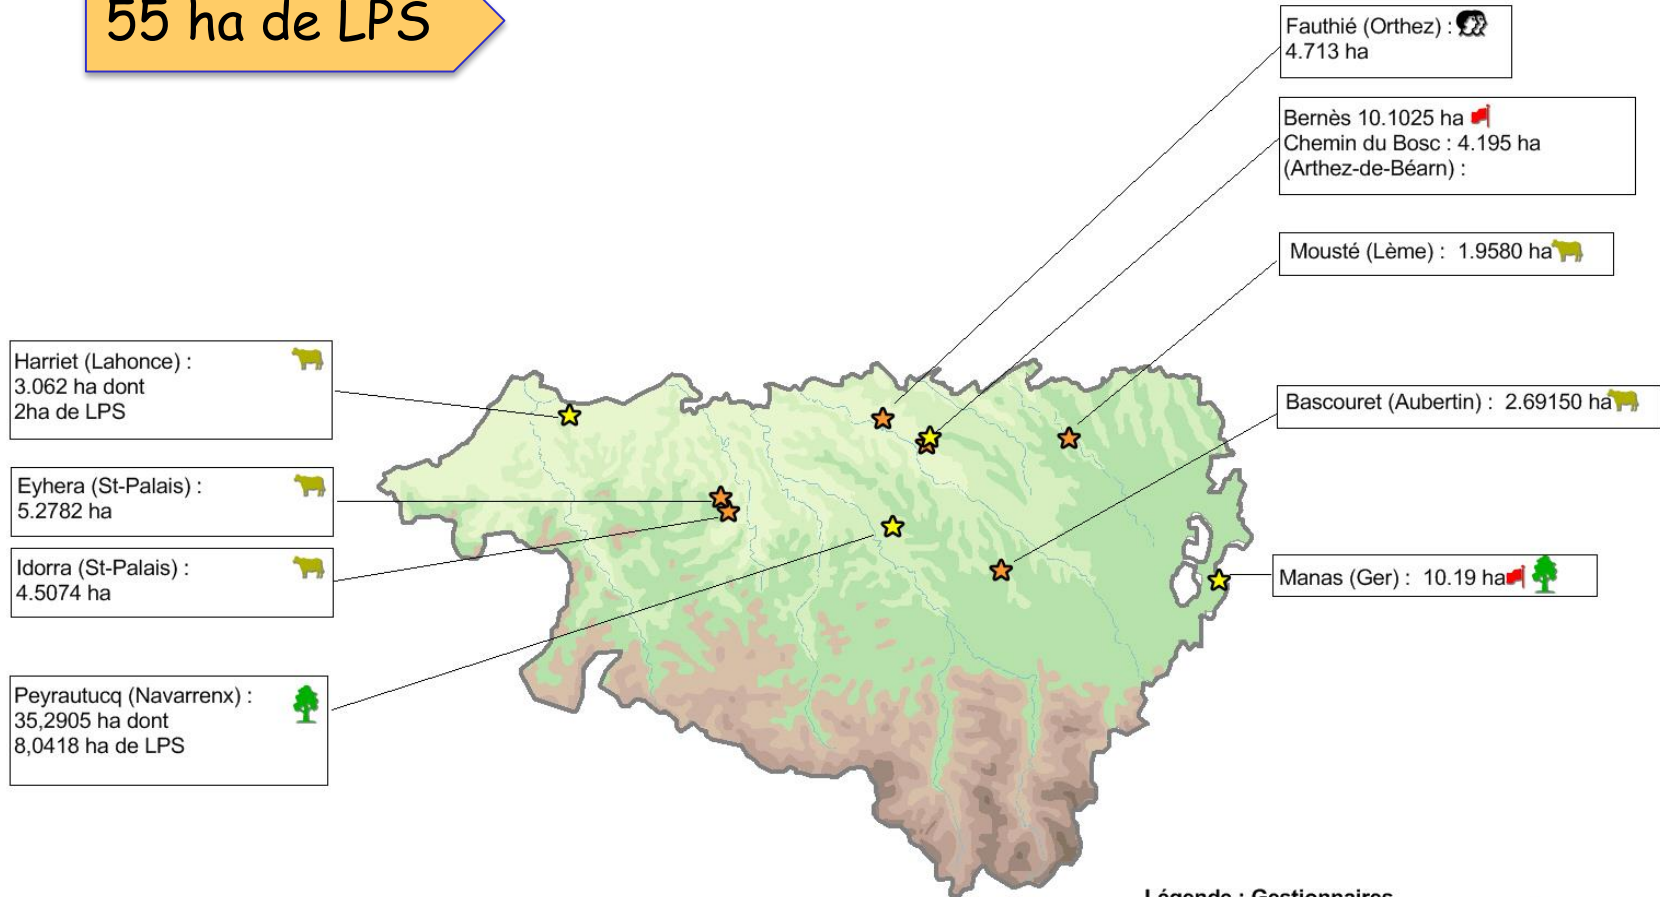 55 ha de LPS
Fauthié (Orthez) :
4.713 ha
Bernès 10.1025 ha
Chemin du Bosc : 4.195 ha
(Arthez-de-Béarn) :
Mousté (Lème) : 1.9580 ha
Harriet (Lahonce) :
3.062 ha dont
2ha de LPS
Bascouret (Aubertin) : 2.69150 ha
Eyhera (St-Palais) :
5.2782 ha
Idorra (St-Palais) :
4.5074 ha
Manas (Ger) : 10.19 ha
Peyrautucq (Navarrenx) :
35,2905 ha dont
8,0418 ha de LPS
Légende : Gestionnaires